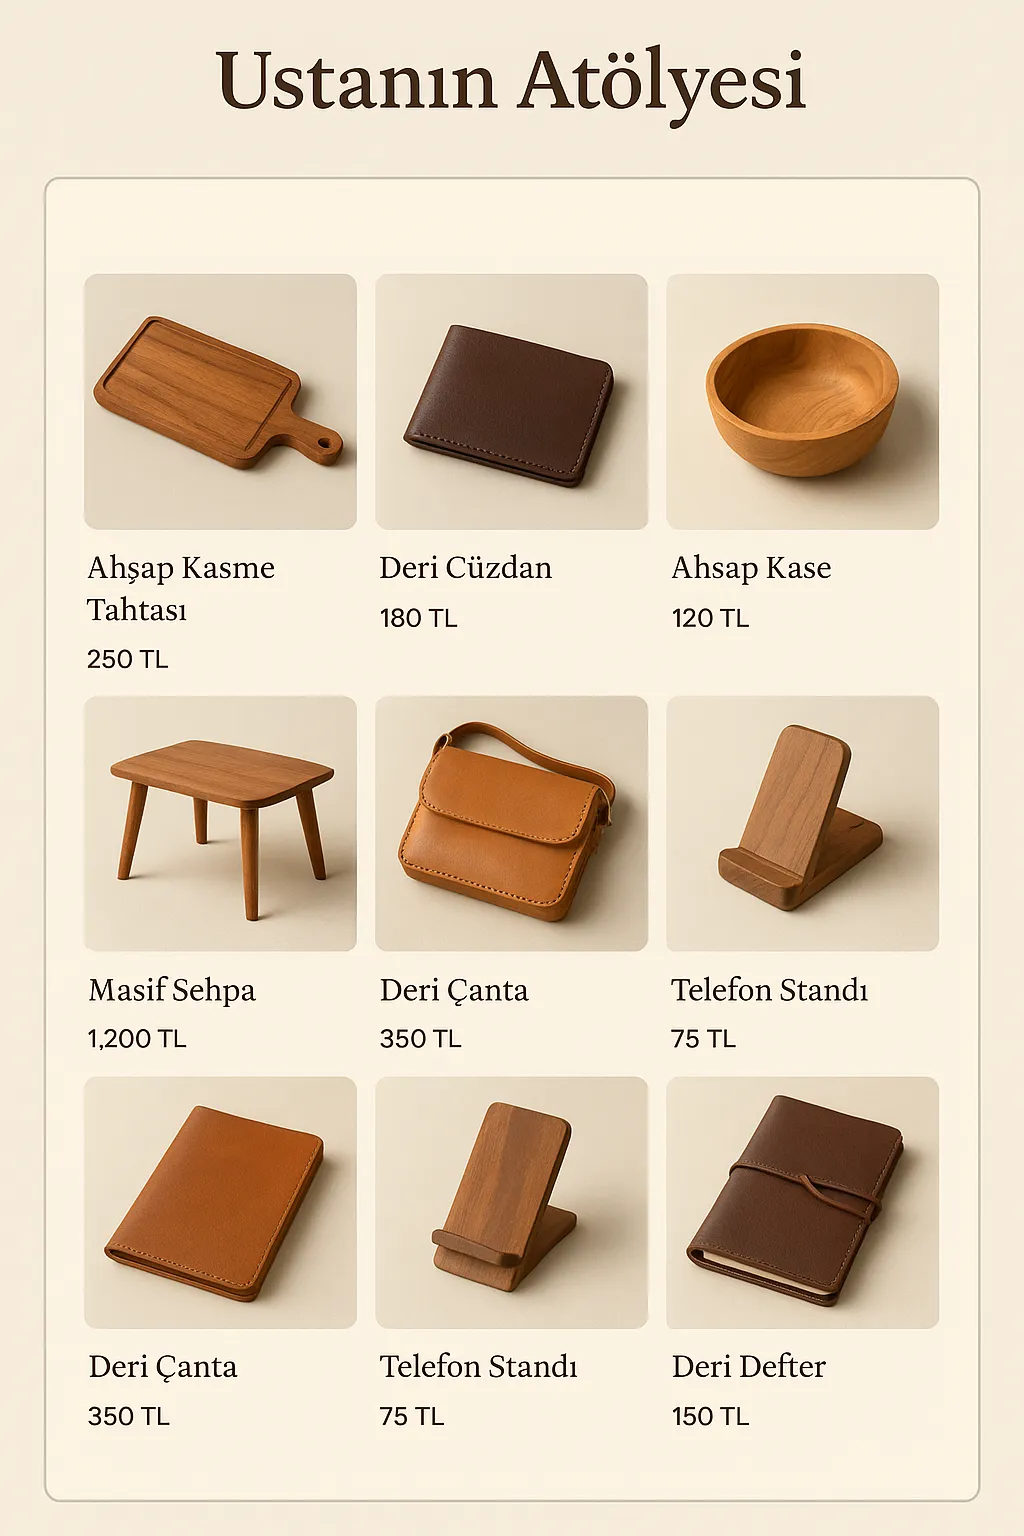 Ustanın Atölyesi
Ahşap Kasme
Tahtası
250 TL
Deri Cüzdan
180 TL
Ahsap Kase
120 TL
Masif Sehpa
1,200 TL
Deri Çanta
350 TL
Telefon Standı
75 TL
Deri Çanta
350 TL
Telefon Standı
75 TL
Deri Defter
150 TL